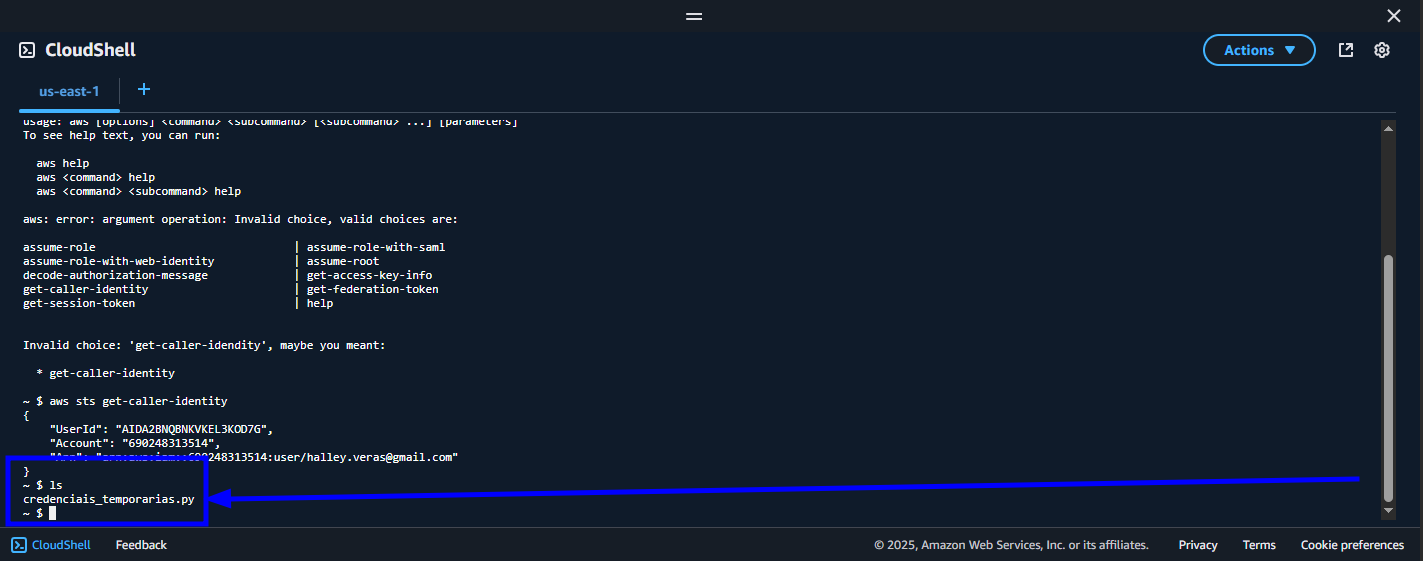 CloudShell
Actions
us-east-1
+
usage: aws [options] <command> <subcommand> [<subcommand> ...] [parameters]
To see help text, you can run:
aws help
aws <command> help
aws <command> <subcommand> help
aws: error: argument operation: Invalid choice, valid choices are:
assume-role | assume-role-with-saml
assume-role-with-web-identity | assume-root
decode-authorization-message | get-access-key-info
get-caller-identity | get-federation-token
get-session-token | help
Invalid choice: 'get-caller-idendity', maybe you meant:
* get-caller-identity
~ $ aws sts get-caller-identity
{
"UserId": "AIDA2BNQBNKVKEL3KOD7G",
"Account": "690248313514",
"Arn": "arn:aws:iam::690248313514:user/halley.veras@gmail.com"
}
~ $ ls
credenciais_temporarias.py
~ $
CloudShell Feedback © 2025, Amazon Web Services, Inc. or its affiliates. Privacy Terms Cookie preferences